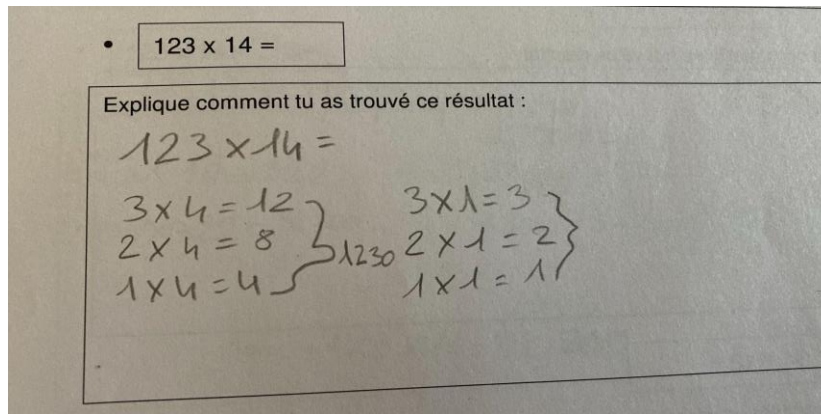 • 123 x 14 =
Explique comment tu as trouvé ce résultat :
123 x 14 =
3 x 4 = 12 3 x 1 = 3
2 x 4 = 8 1230 2 x 1 = 2
1 x 4 = 4 1 x 1 = 1